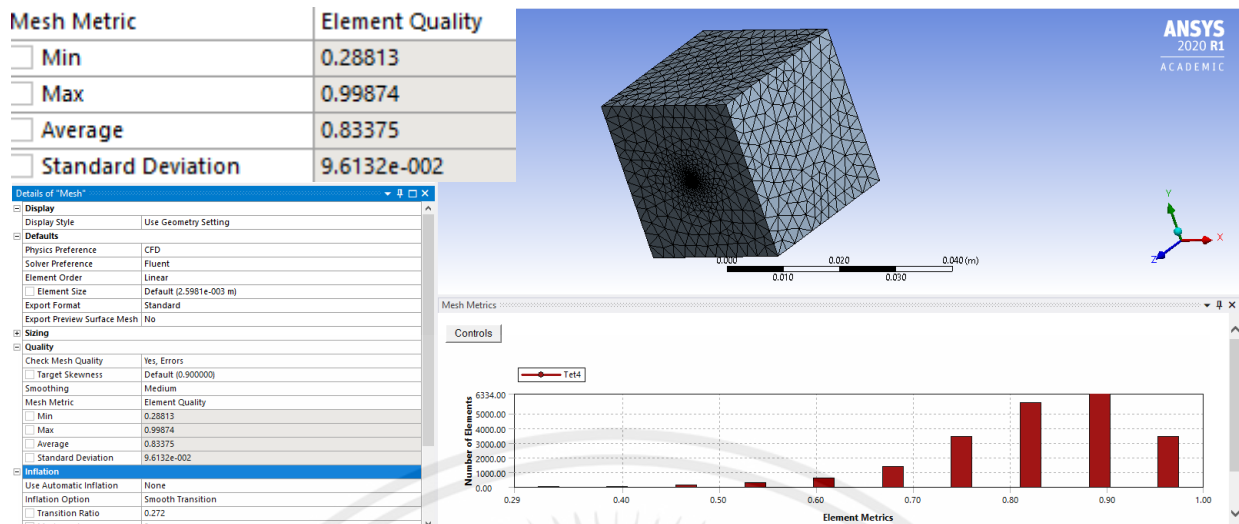 Mesh Metric Element Quality
Min 0.28813
Max 0.99874
Average 0.83375
Standard Deviation 9.6132e-002
ANSYS
2020 R1
ACADEMIC
Y
X
Z
0.000 0.020 0.040 (m)
0.010 0.030
Details of "Mesh"
Display
Display Style Use Geometry Setting
Defaults
Physics Preference CFD
Solver Preference Fluent
Element Order Linear
Element Size Default (2.5981e-003 m)
Export Format Standard
Export Preview Surface Mesh No
Sizing
Quality
Check Mesh Quality Yes, Errors
Target Skewness Default (0.900000)
Smoothing Medium
Mesh Metric Element Quality
Min 0.28813
Max 0.99874
Average 0.83375
Standard Deviation 9.6132e-002
Inflation
Use Automatic Inflation None
Inflation Option Smooth Transition
Transition Ratio 0.272
Mesh Metrics
Controls
Tet4
Number of Elements
6334.00
5000.00
4000.00
3000.00
2000.00
1000.00
0.00
0.29 0.40 0.50 0.60 0.70 0.80 0.90 1.00
Element Metrics